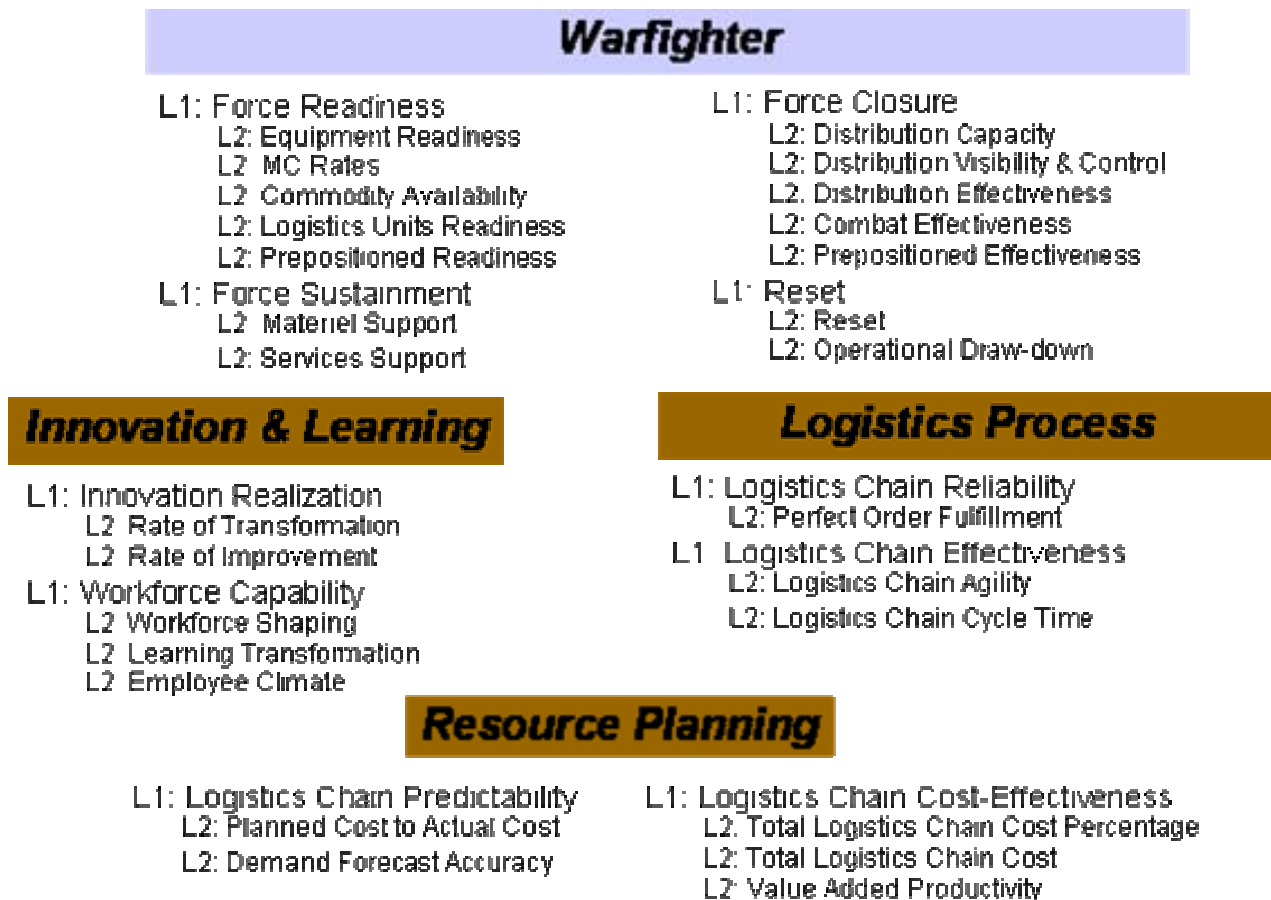 Warfighter
L1: Force Readiness
L2: Equipment Readiness
L2 MC Rates
L2 Commodity Availability
L2: Logistics Units Readiness
L2: Prepositioned Readiness
L1: Force Sustainment
L2 Materiel Support
L2: Services Support
L1: Force Closure
L2: Distribution Capacity
L2: Distribution Visibility & Control
L2. Distribution Effectiveness
L2: Combat Effectiveness
L2: Prepositioned Effectiveness
L1: Reset
L2: Reset
L2: Operational Draw-down
Innovation & Learning
L1: Innovation Realization
L2 Rate of Transformation
L2 Rate of Improvement
L1: Workforce Capability
L2 Workforce Shaping
L2 Learning Transformation
L2 Employee Climate
Logistics Process
L1: Logistics Chain Reliability
L2: Perfect Order Fulfillment
L1 Logistics Chain Effectiveness
L2: Logistics Chain Agility
L2: Logistics Chain Cycle Time
Resource Planning
L1: Logistics Chain Predictability
L2: Planned Cost to Actual Cost
L2: Demand Forecast Accuracy
L1: Logistics Chain Cost-Effectiveness
L2. Total Logistics Chain Cost Percentage
L2: Total Logistics Chain Cost
L2: Value Added Productivity